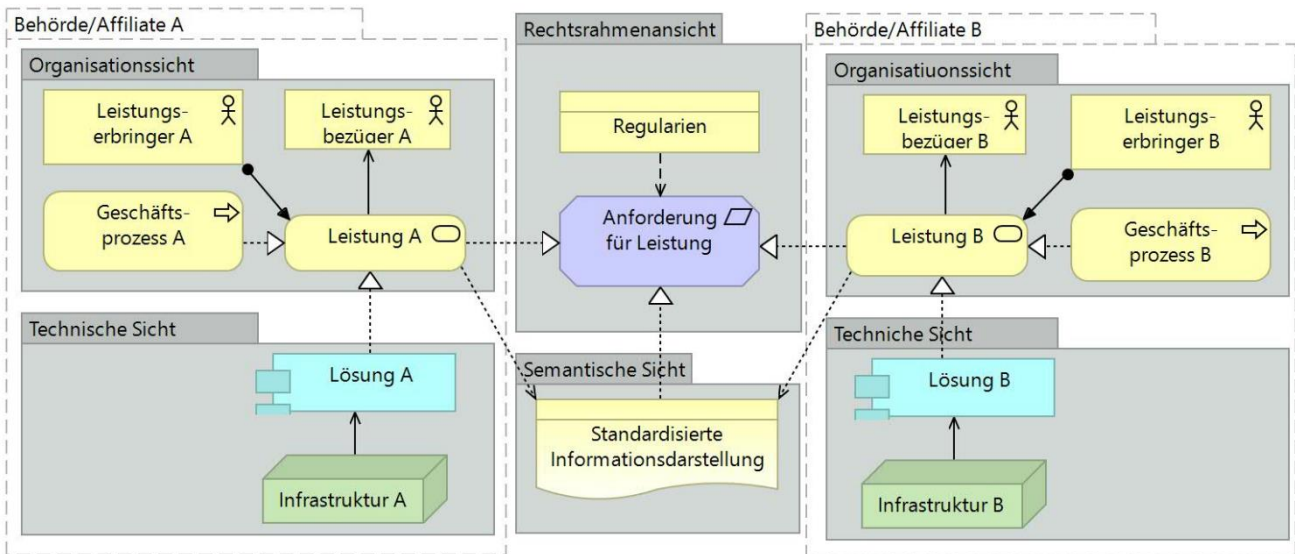 Behörde/Affiliate A
Organisationssicht
Leistungs-
erbringer A
Leistungs-
bezüger A
Geschäfts-
prozess A
Leistung A
Technische Sicht
Lösung A
Infrastruktur A
Rechtsrahmenansicht
Regularien
Anforderung
für Leistung
Semantische Sicht
Standardisierte
Informationsdarstellung
Behörde/Affiliate B
Organisatiuonssicht
Leistungs-
bezüger B
Leistungs-
erbringer B
Leistung B
Geschäfts-
prozess B
Techniche Sicht
Lösung B
Infrastruktur B